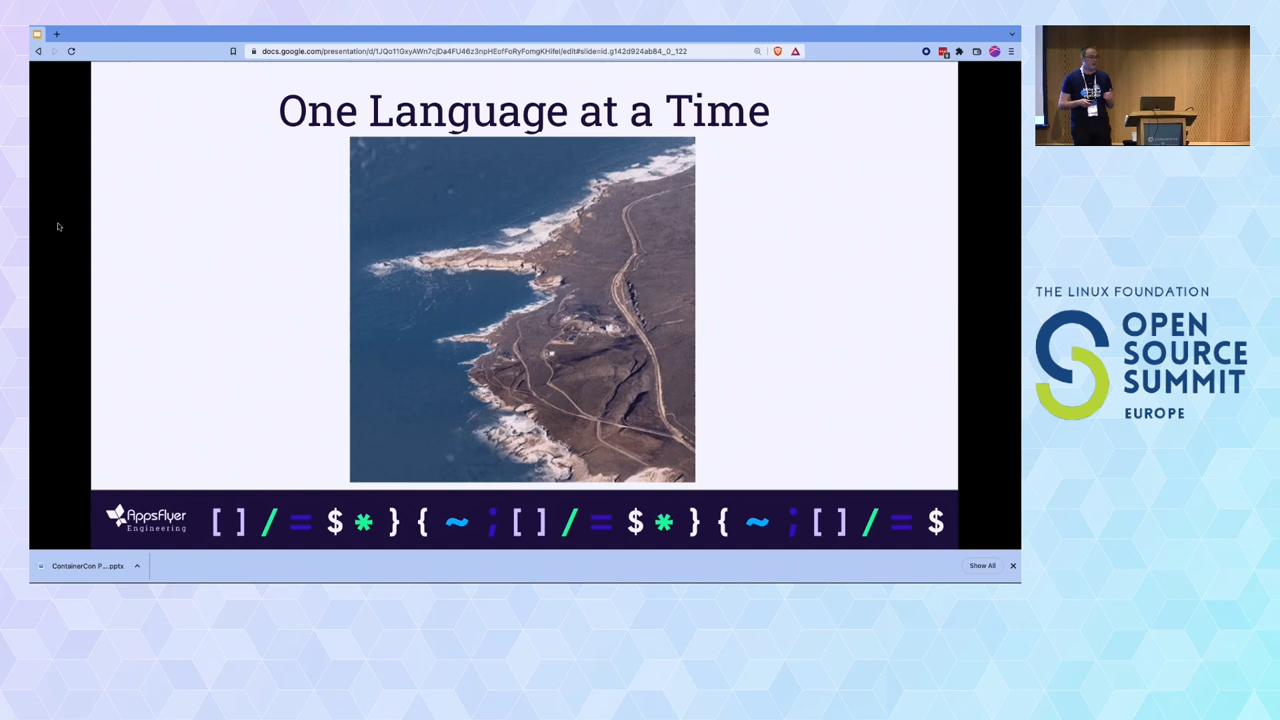 docs.google.com/presentation/d/1JQo11GxyAWn7cjDa4FU46z3npHEofFoRyFomgKHifeI/edit#slide=id.g142d924ab84_0_122
One Language at a Time
AppsFlyer
Engineering
[ ] / = $ * } { ~ ; [ ] / = $ * } { ~ ; [ ] / = $
ContainerCon P....pptx
Show All
THE LINUX FOUNDATION
OPEN
SOURCE
SUMMIT
EUROPE